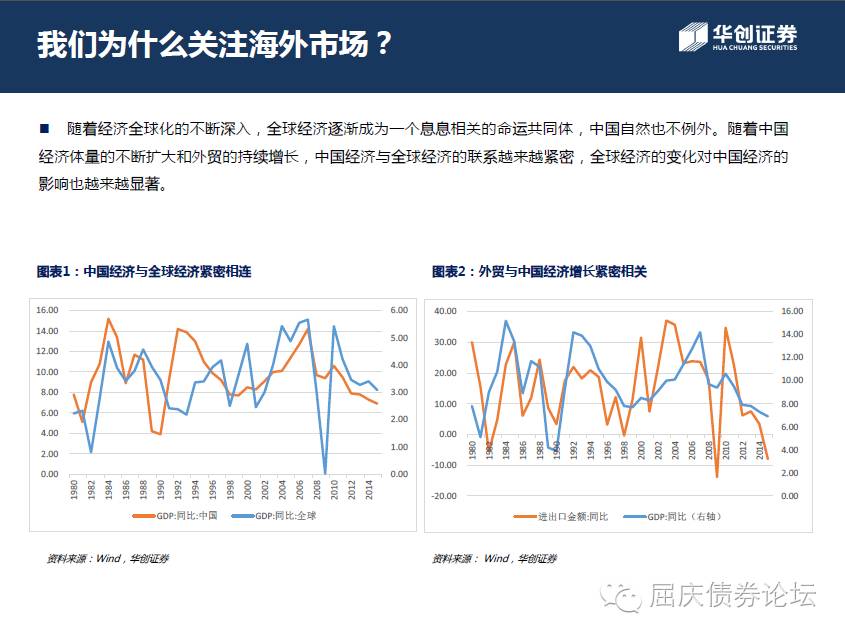 我们为什么关注海外市场？
华创证券
HUA CHUANG SECURITIES
■ 随着经济全球化的不断深入，全球经济逐渐成为一个息息相关的命运共同体，中国自然也不例外。随着中国
经济体量的不断扩大和外贸的持续增长，中国经济与全球经济的联系越来越紧密，全球经济的变化对中国经济的
影响也越来越显著。
图表1：中国经济与全球经济紧密相连
16.00
14.00
12.00
10.00
8.00
6.00
4.00
2.00
0.00
6.00
5.00
4.00
3.00
2.00
1.00
0.00
1980 1982 1984 1986 1988 1990 1992 1994 1996 1998 2000 2002 2004 2006 2008 2010 2012 2014
GDP:同比:中国 GDP:同比:全球
资料来源：Wind，华创证券
图表2：外贸与中国经济增长紧密相关
40.00
30.00
20.00
10.00
0.00
-10.00
-20.00
16.00
14.00
12.00
10.00
8.00
6.00
4.00
2.00
0.00
1980 1982 1984 1986 1988 1990 1992 1994 1996 1998 2000 2002 2004 2006 2008 2010 2012 2014
进出口金额:同比 GDP:同比（右轴）
资料来源： Wind，华创证券
屈庆债券论坛